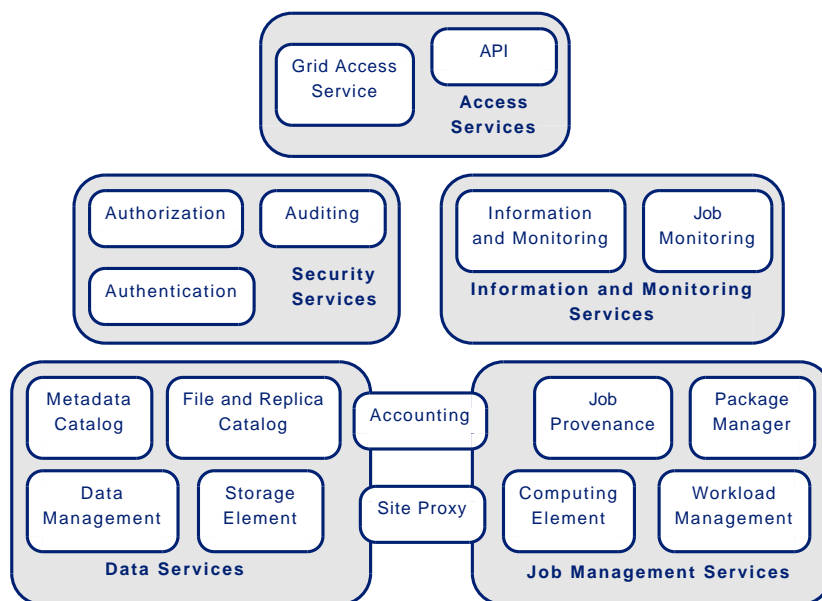 Grid Access
Service
API
Access
Services
Authorization
Auditing
Authentication
Security
Services
Information
and Monitoring
Job
Monitoring
Information and Monitoring
Services
Metadata
Catalog
File and Replica
Catalog
Accounting
Job
Provenance
Package
Manager
Data
Management
Storage
Element
Site Proxy
Computing
Element
Workload
Management
Data Services
Job Management Services